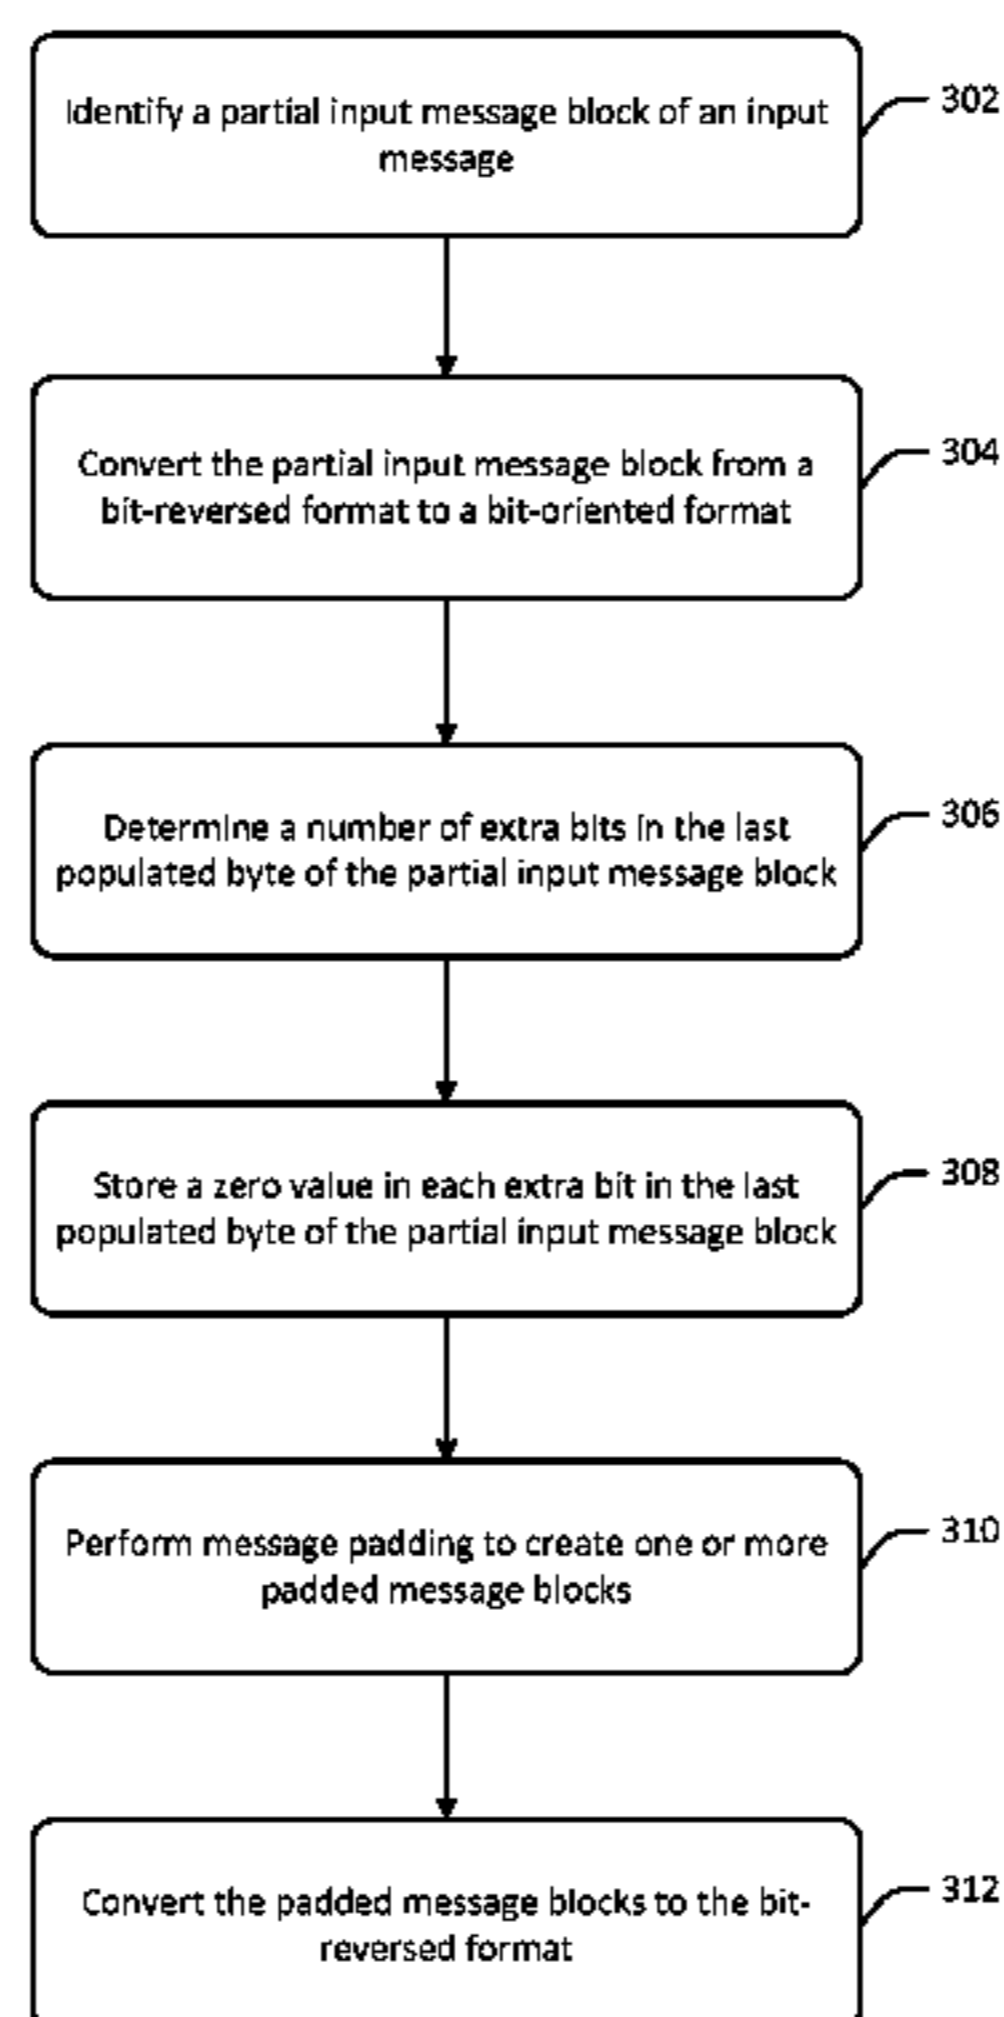 Identify a partial input message block of an input
message
302
Convert the partial input message block from a
bit-reversed format to a bit-oriented format
304
Determine a number of extra bits in the last
populated byte of the partial input message block
306
Store a zero value in each extra bit in the last
populated byte of the partial input message block
308
Perform message padding to create one or more
padded message blocks
310
Convert the padded message blocks to the bit-
reversed format
312